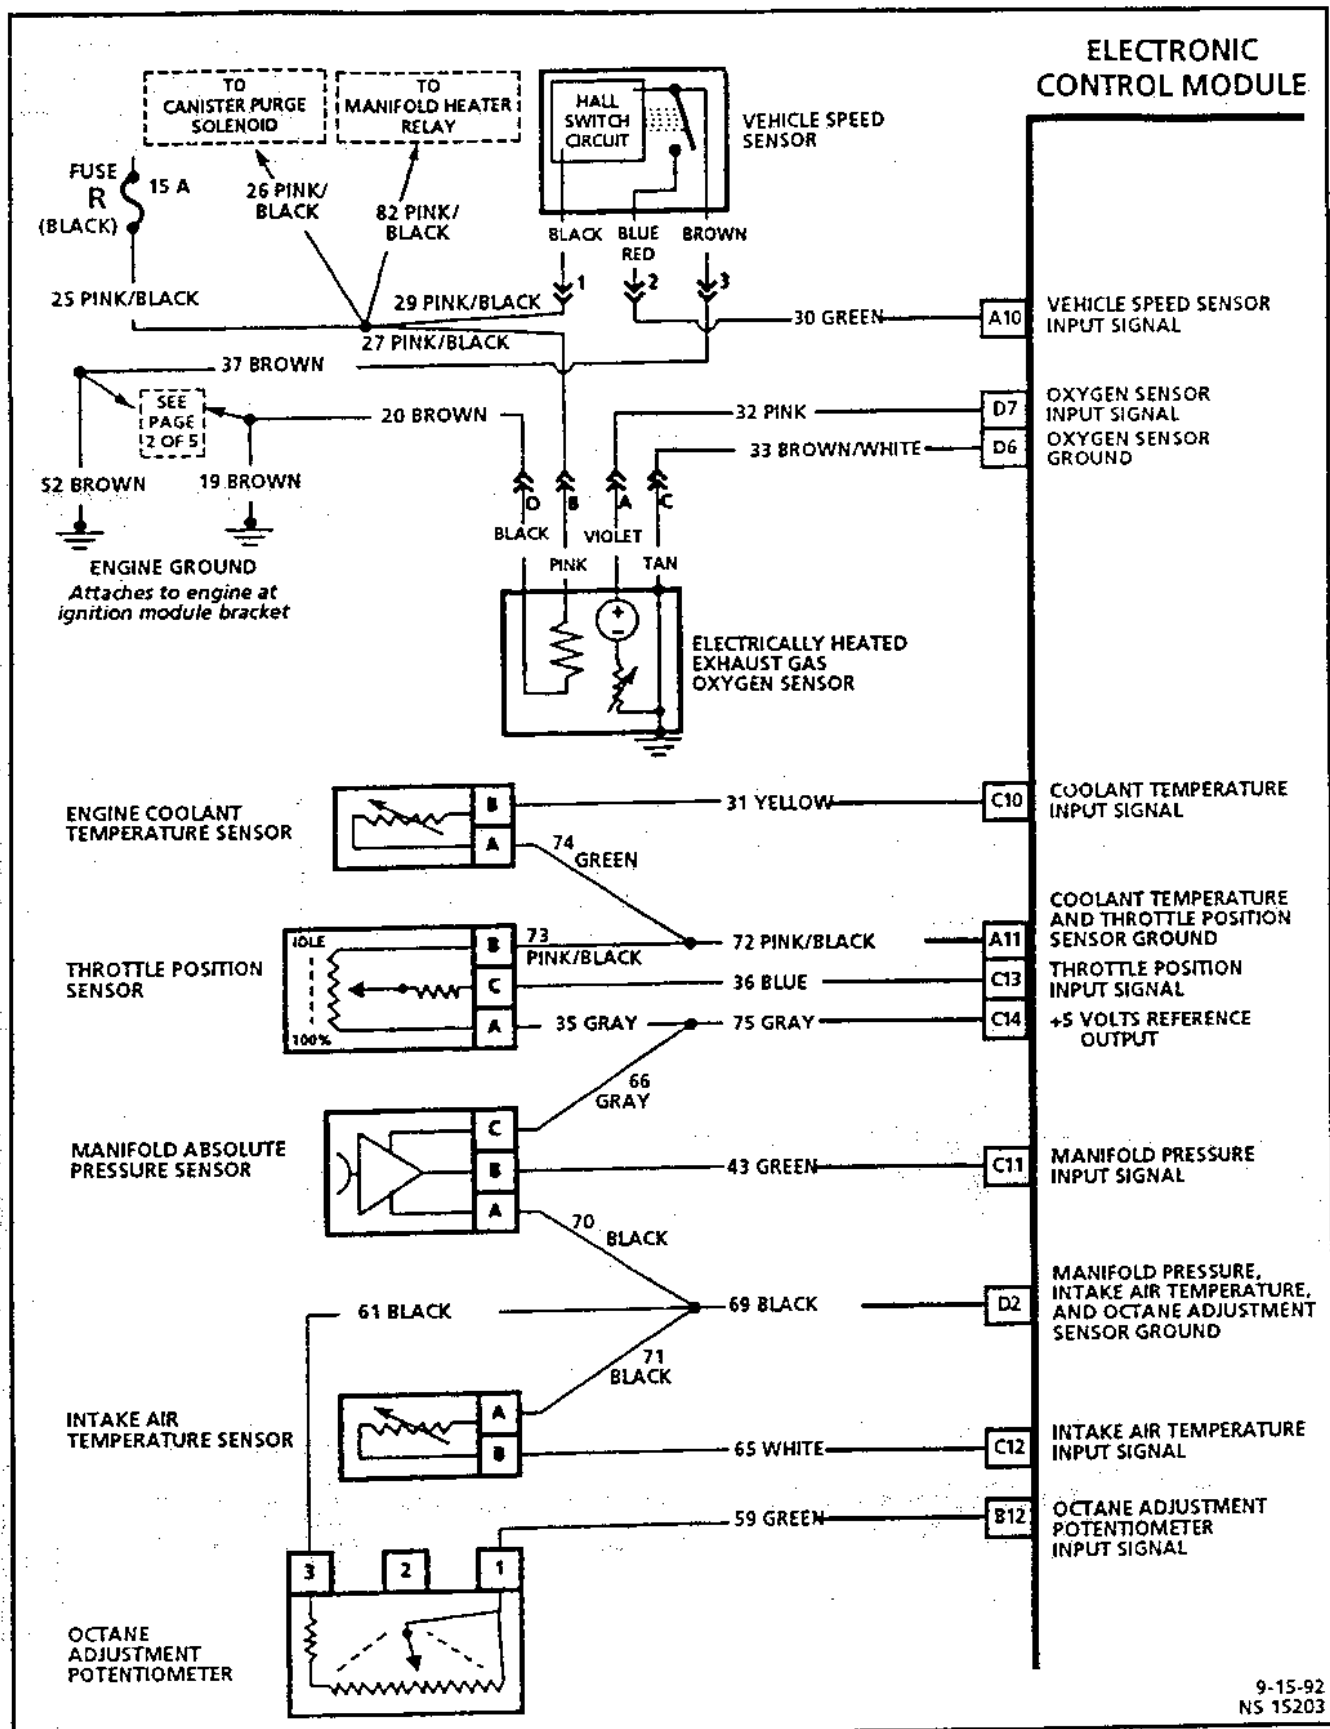 ELECTRONIC
CONTROL MODULE
TO
CANISTER PURGE
SOLENOID
TO
MANIFOLD HEATER
RELAY
HALL
SWITCH
CIRCUIT
VEHICLE SPEED
SENSOR
FUSE
R
(BLACK)
15 A
26 PINK/
BLACK
82 PINK/
BLACK
BLACK
BLUE
RED
BROWN
1
2
3
25 PINK/BLACK
29 PINK/BLACK
27 PINK/BLACK
30 GREEN
A10
VEHICLE SPEED SENSOR
INPUT SIGNAL
37 BROWN
SEE
PAGE
2 OF 5
20 BROWN
32 PINK
D7
OXYGEN SENSOR
INPUT SIGNAL
33 BROWN/WHITE
D6
OXYGEN SENSOR
GROUND
52 BROWN
19 BROWN
D
B
A
C
BLACK
VIOLET
PINK
TAN
ENGINE GROUND
Attaches to engine at
ignition module bracket
+
−
ELECTRICALLY HEATED
EXHAUST GAS
OXYGEN SENSOR
ENGINE COOLANT
TEMPERATURE SENSOR
B
A
31 YELLOW
C10
COOLANT TEMPERATURE
INPUT SIGNAL
74
GREEN
THROTTLE POSITION
SENSOR
IDLE
100%
B
C
A
73
PINK/BLACK
72 PINK/BLACK
A11
COOLANT TEMPERATURE
AND THROTTLE POSITION
SENSOR GROUND
36 BLUE
C13
THROTTLE POSITION
INPUT SIGNAL
35 GRAY
75 GRAY
C14
+5 VOLTS REFERENCE
OUTPUT
66
GRAY
MANIFOLD ABSOLUTE
PRESSURE SENSOR
C
B
A
43 GREEN
C11
MANIFOLD PRESSURE
INPUT SIGNAL
70
BLACK
61 BLACK
69 BLACK
D2
MANIFOLD PRESSURE,
INTAKE AIR TEMPERATURE,
AND OCTANE ADJUSTMENT
SENSOR GROUND
71
BLACK
INTAKE AIR
TEMPERATURE SENSOR
A
B
65 WHITE
C12
INTAKE AIR TEMPERATURE
INPUT SIGNAL
59 GREEN
B12
OCTANE ADJUSTMENT
POTENTIOMETER
INPUT SIGNAL
3
2
1
OCTANE
ADJUSTMENT
POTENTIOMETER
9-15-92
NS 15203